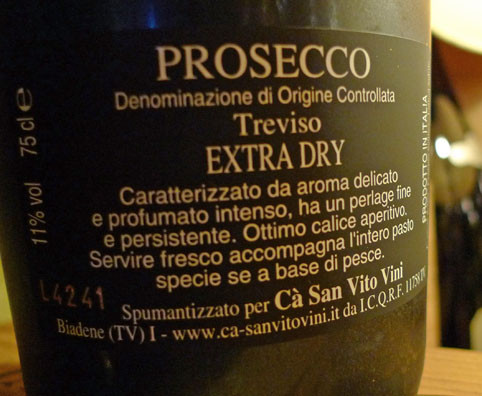 PROSECCO
Denominazione di Origine Controllata
Treviso
EXTRA DRY
Caratterizzato da aroma delicato
e profumato intenso, ha un perlage fine
e persistente. Ottimo calice aperitivo.
Servire fresco accompagna l'intero pasto
specie se a base di pesce.
Spumantizzato per Cà San Vito Vini
Biadene (TV) I - www.ca-sanvitovini.it da I.C.Q.R.F.
11% vol 75 cl e
L4241
PRODOTTO IN ITALIA